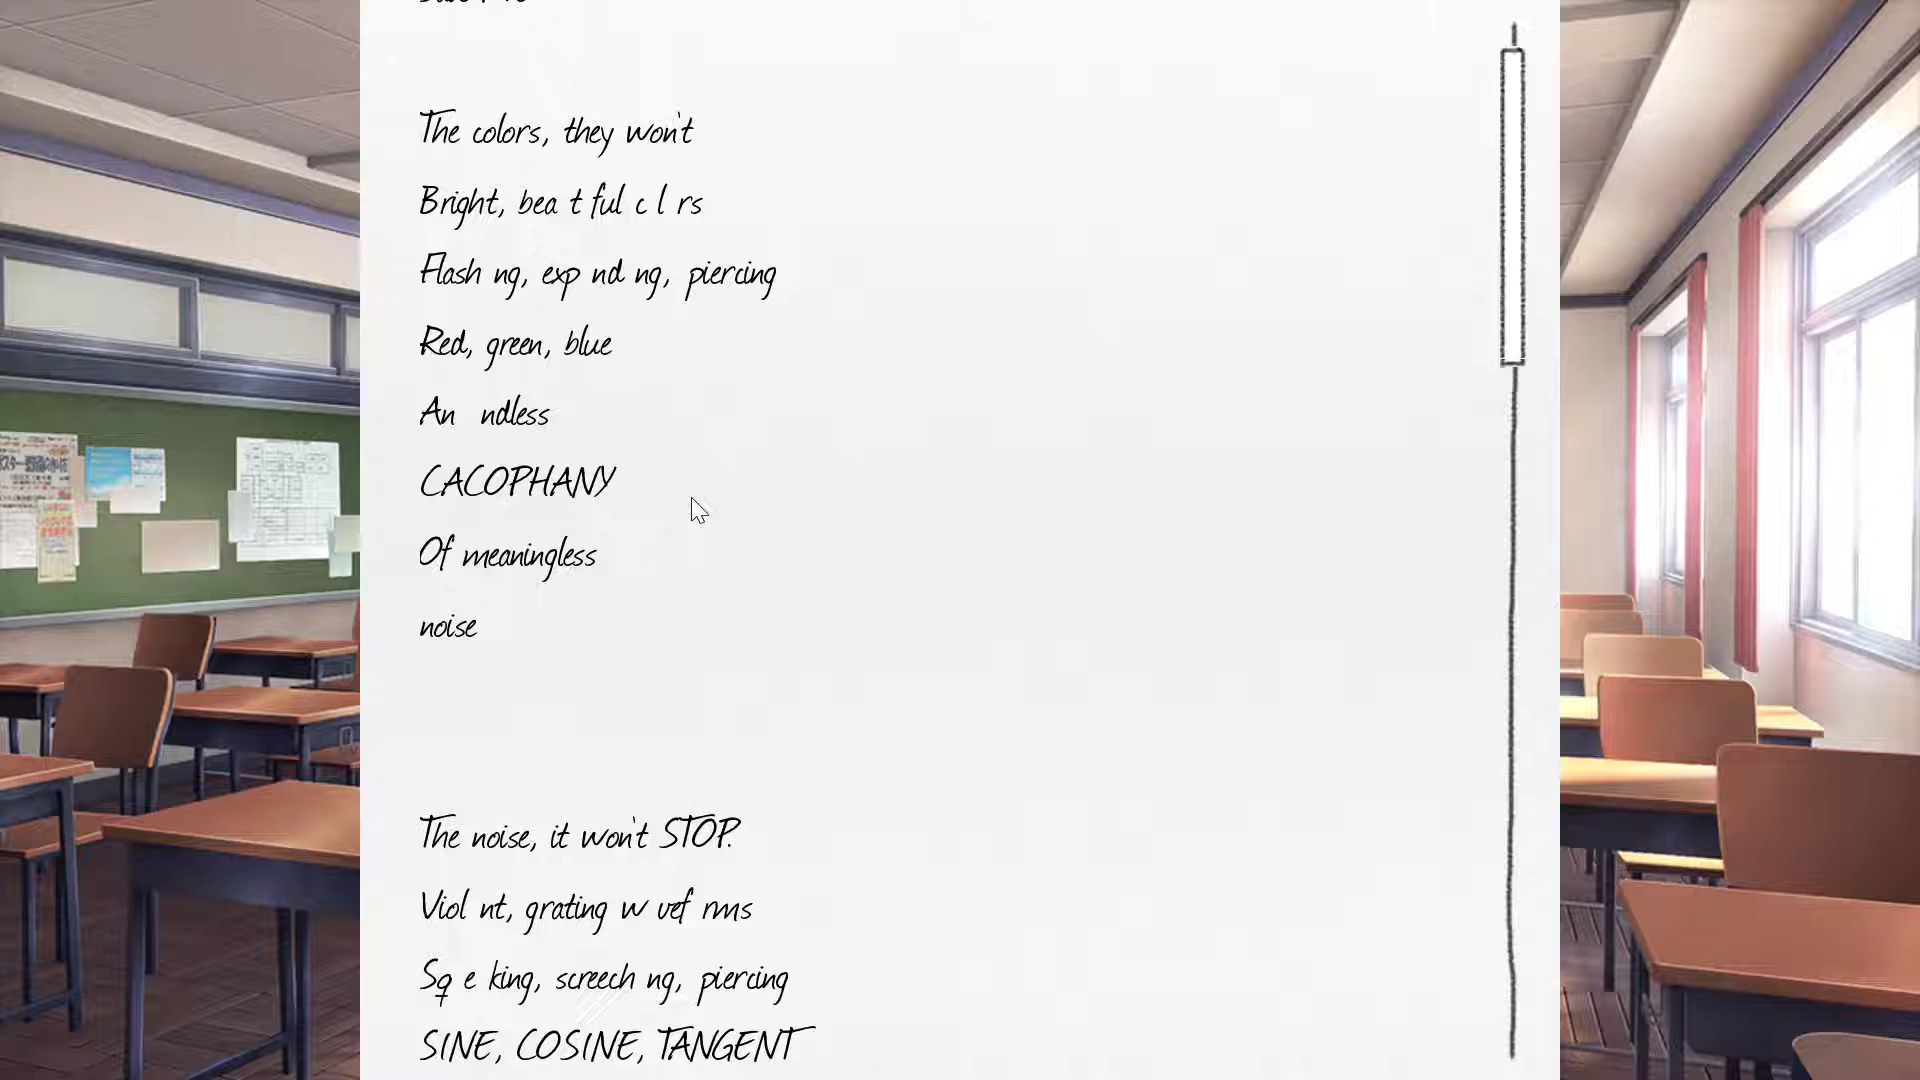 The colors, they won't
Bright, bea t ful c l rs
Flash ng, exp nd ng, piercing
Red, green, blue
An ndless
CACOPHANY
Of meaningless
noise
The noise, it won't STOP.
Viol nt, grating w vef rms
Sq e king, screech ng, piercing
SINE, COSINE, TANGENT